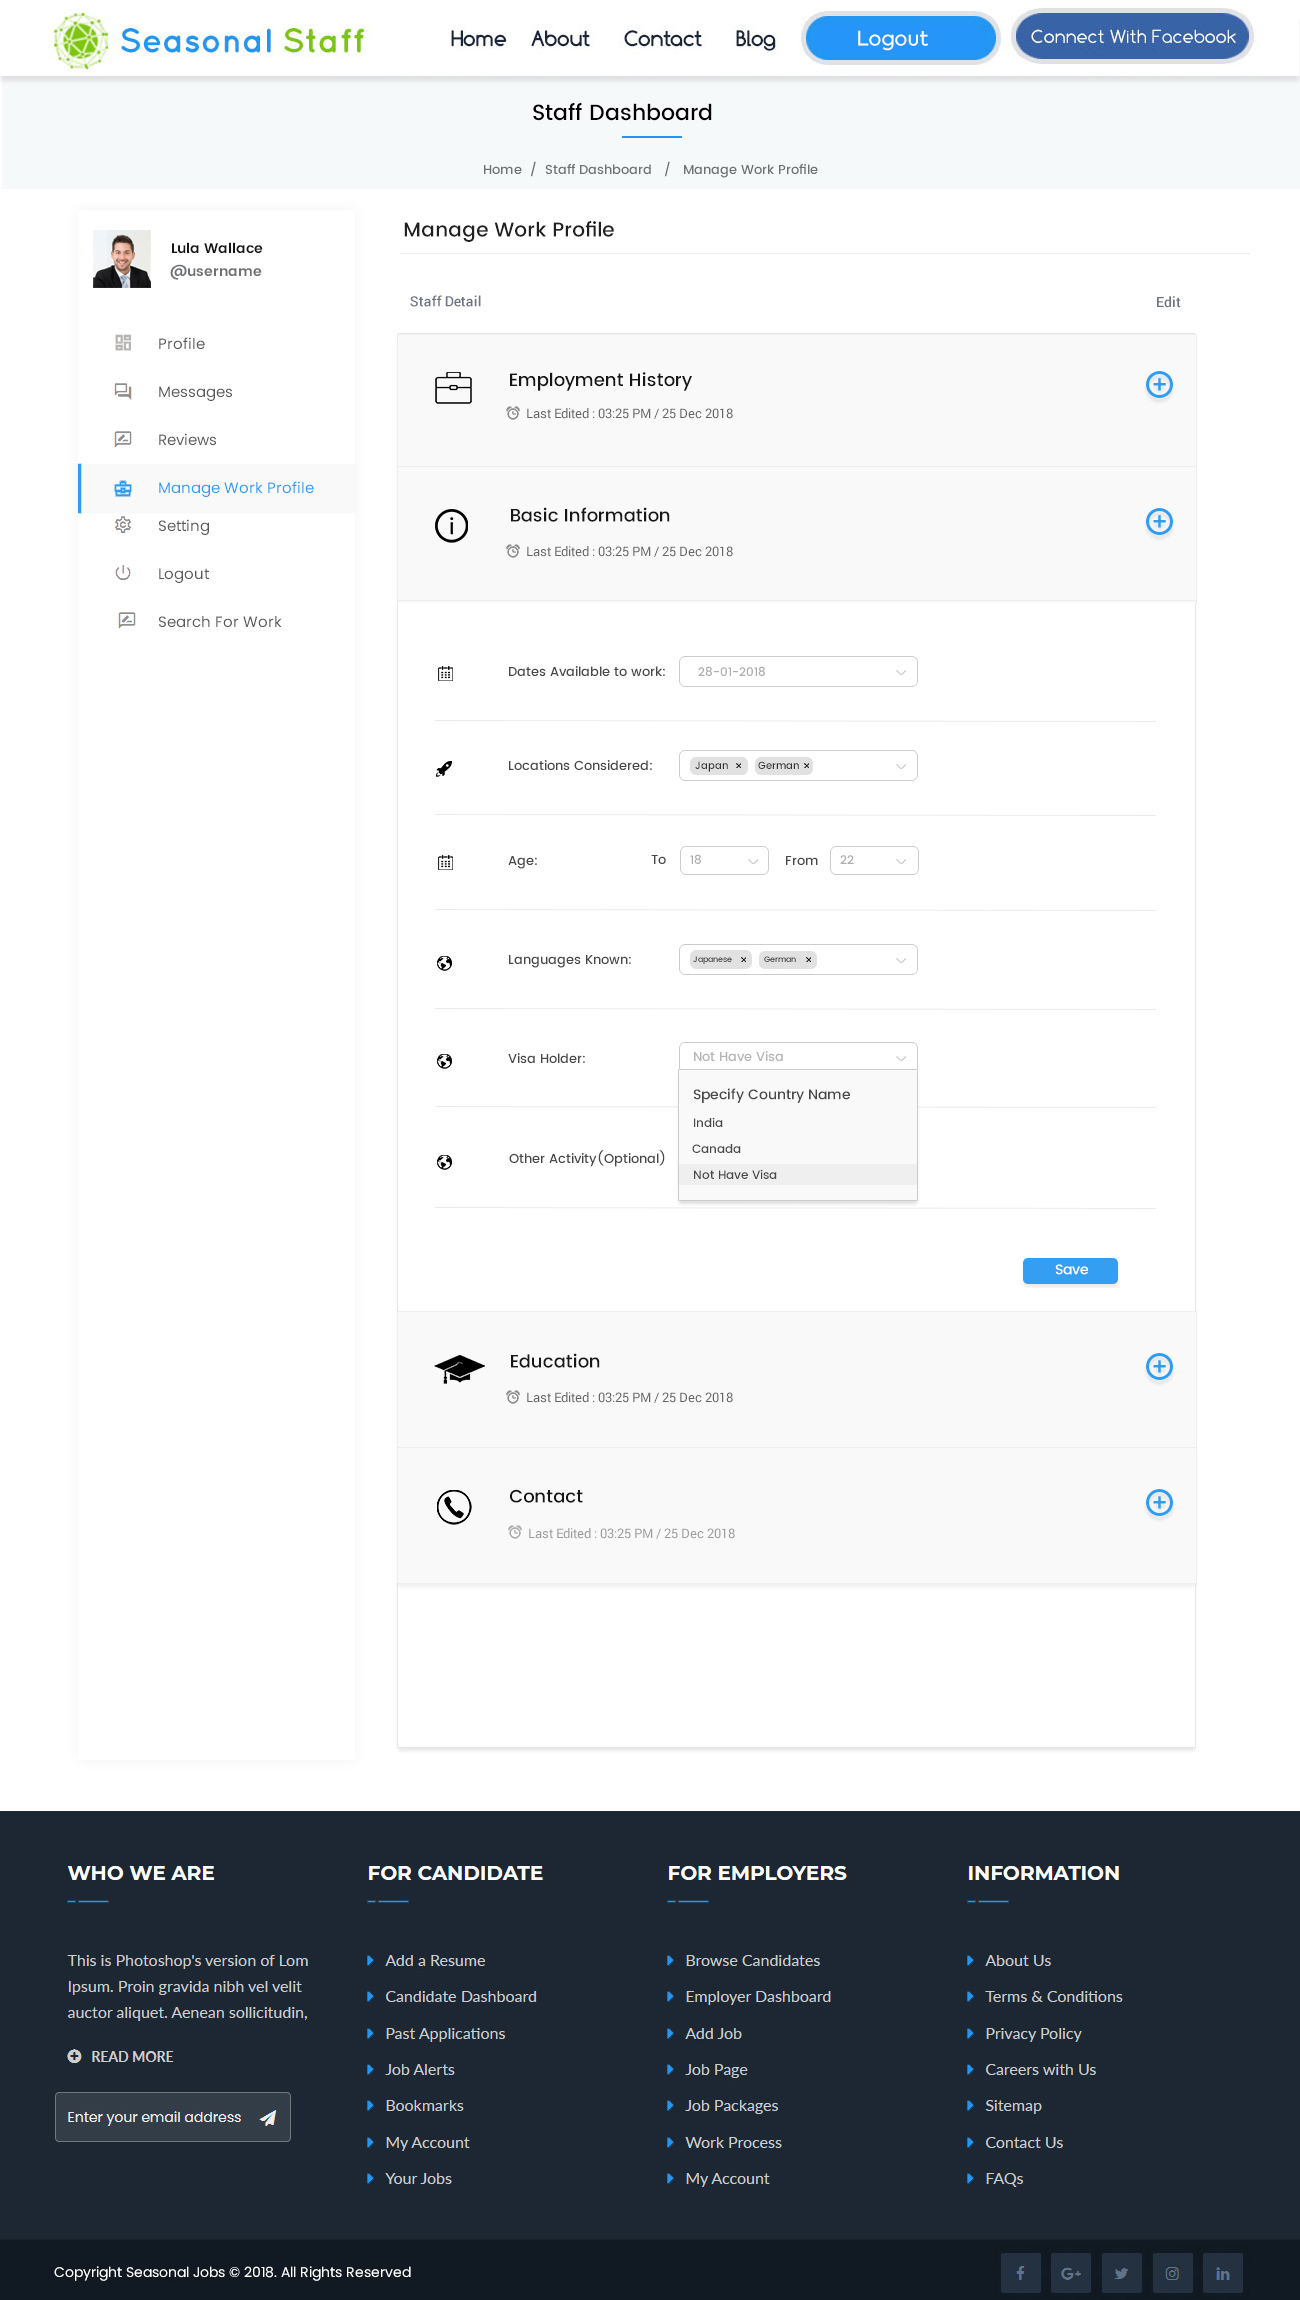 Seasonal Staff
Home About Contact Blog Logout Connect With Facebook
Staff Dashboard
Home / Staff Dashboard / Manage Work Profile
Lula Wallace
@username
Profile
Messages
Reviews
Manage Work Profile
Setting
Logout
Search For Work
Manage Work Profile
Staff Detail Edit
Employment History
Last Edited : 03:25 PM / 25 Dec 2018
Basic Information
Last Edited : 03:25 PM / 25 Dec 2018
Dates Available to work: 28-01-2018
Locations Considered: Japan × German ×
Age: To 18 From 22
Languages Known: Japanese × German ×
Visa Holder: Not Have Visa
Specify Country Name
India
Canada
Not Have Visa
Other Activity(Optional)
Save
Education
Last Edited : 03:25 PM / 25 Dec 2018
Contact
Last Edited : 03:25 PM / 25 Dec 2018
WHO WE ARE
This is Photoshop's version of Lom
Ipsum. Proin gravida nibh vel velit
auctor aliquet. Aenean sollicitudin,
READ MORE
Enter your email address
FOR CANDIDATE
Add a Resume
Candidate Dashboard
Past Applications
Job Alerts
Bookmarks
My Account
Your Jobs
FOR EMPLOYERS
Browse Candidates
Employer Dashboard
Add Job
Job Page
Job Packages
Work Process
My Account
INFORMATION
About Us
Terms & Conditions
Privacy Policy
Careers with Us
Sitemap
Contact Us
FAQs
Copyright Seasonal Jobs © 2018. All Rights Reserved